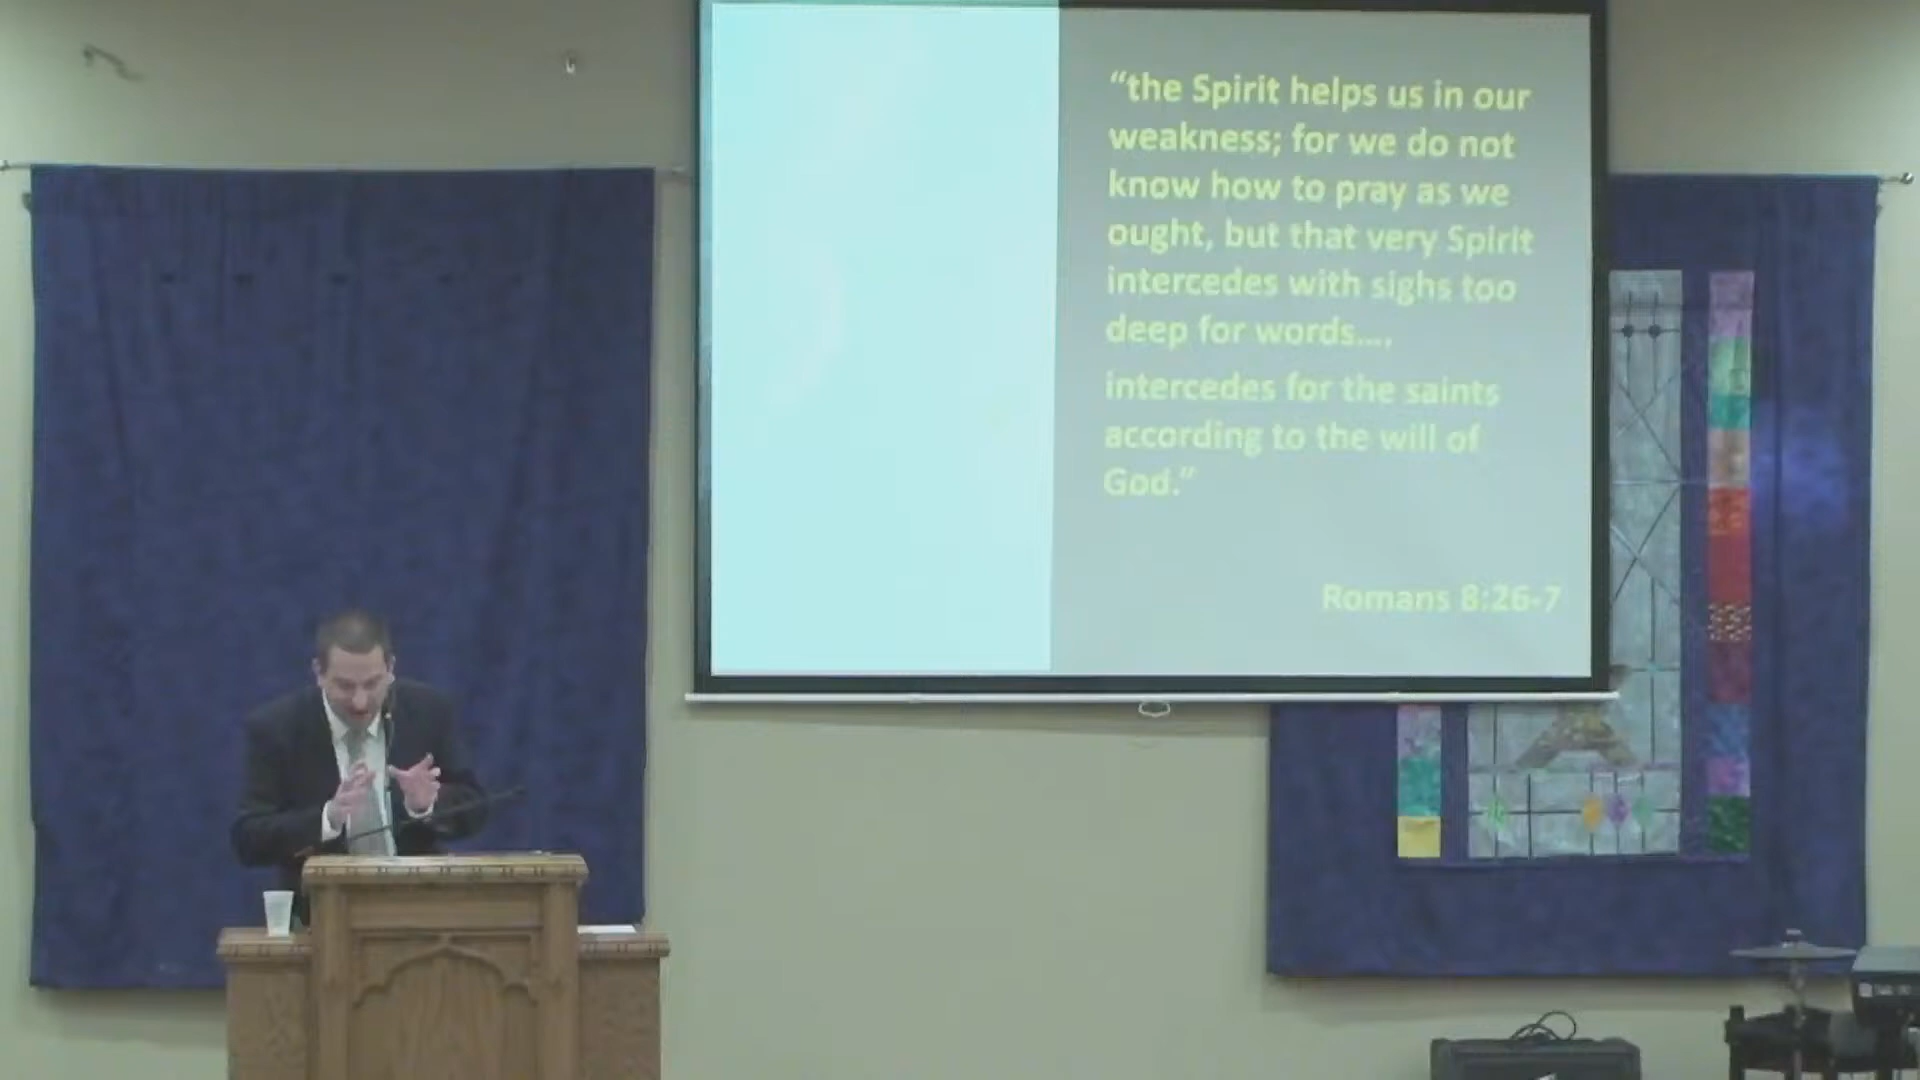 “the Spirit helps us in our
weakness; for we do not
know how to pray as we
ought, but that very Spirit
intercedes with sighs too
deep for words....
intercedes for the saints
according to the will of
God.”
Romans 8:26-7